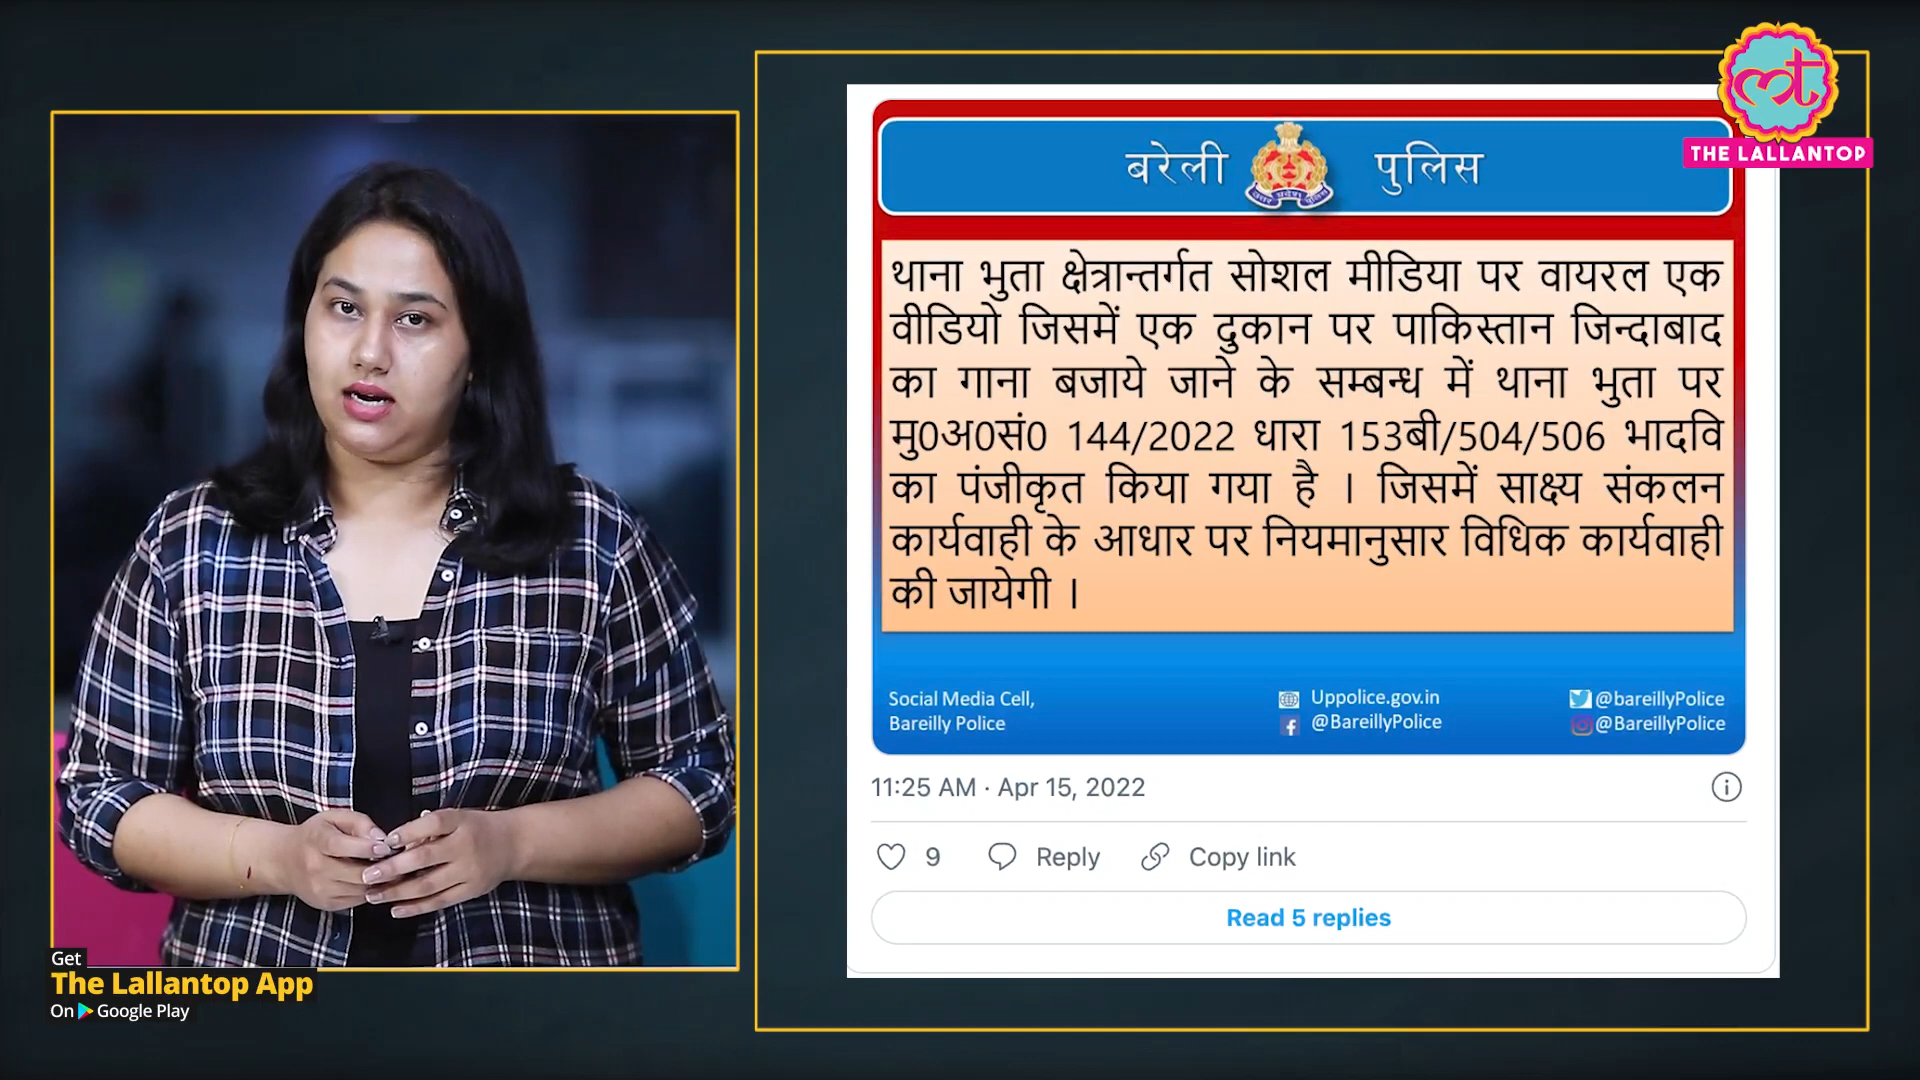 THE LALLANTOP
बरेली पुलिस
थाना भुता क्षेत्रान्तर्गत सोशल मीडिया पर वायरल एक
वीडियो जिसमें एक दुकान पर पाकिस्तान जिन्दाबाद
का गाना बजाये जाने के सम्बन्ध में थाना भुता पर
मु0अ0सं0 144/2022 धारा 153बी/504/506 भादवि
का पंजीकृत किया गया है । जिसमें साक्ष्य संकलन
कार्यवाही के आधार पर नियमानुसार विधिक कार्यवाही
की जायेगी ।
Social Media Cell,
Bareilly Police
Uppolice.gov.in
@BareillyPolice
@bareillyPolice
@BareillyPolice
11:25 AM · Apr 15, 2022
9 Reply Copy link
Read 5 replies
Get
The Lallantop App
On Google Play